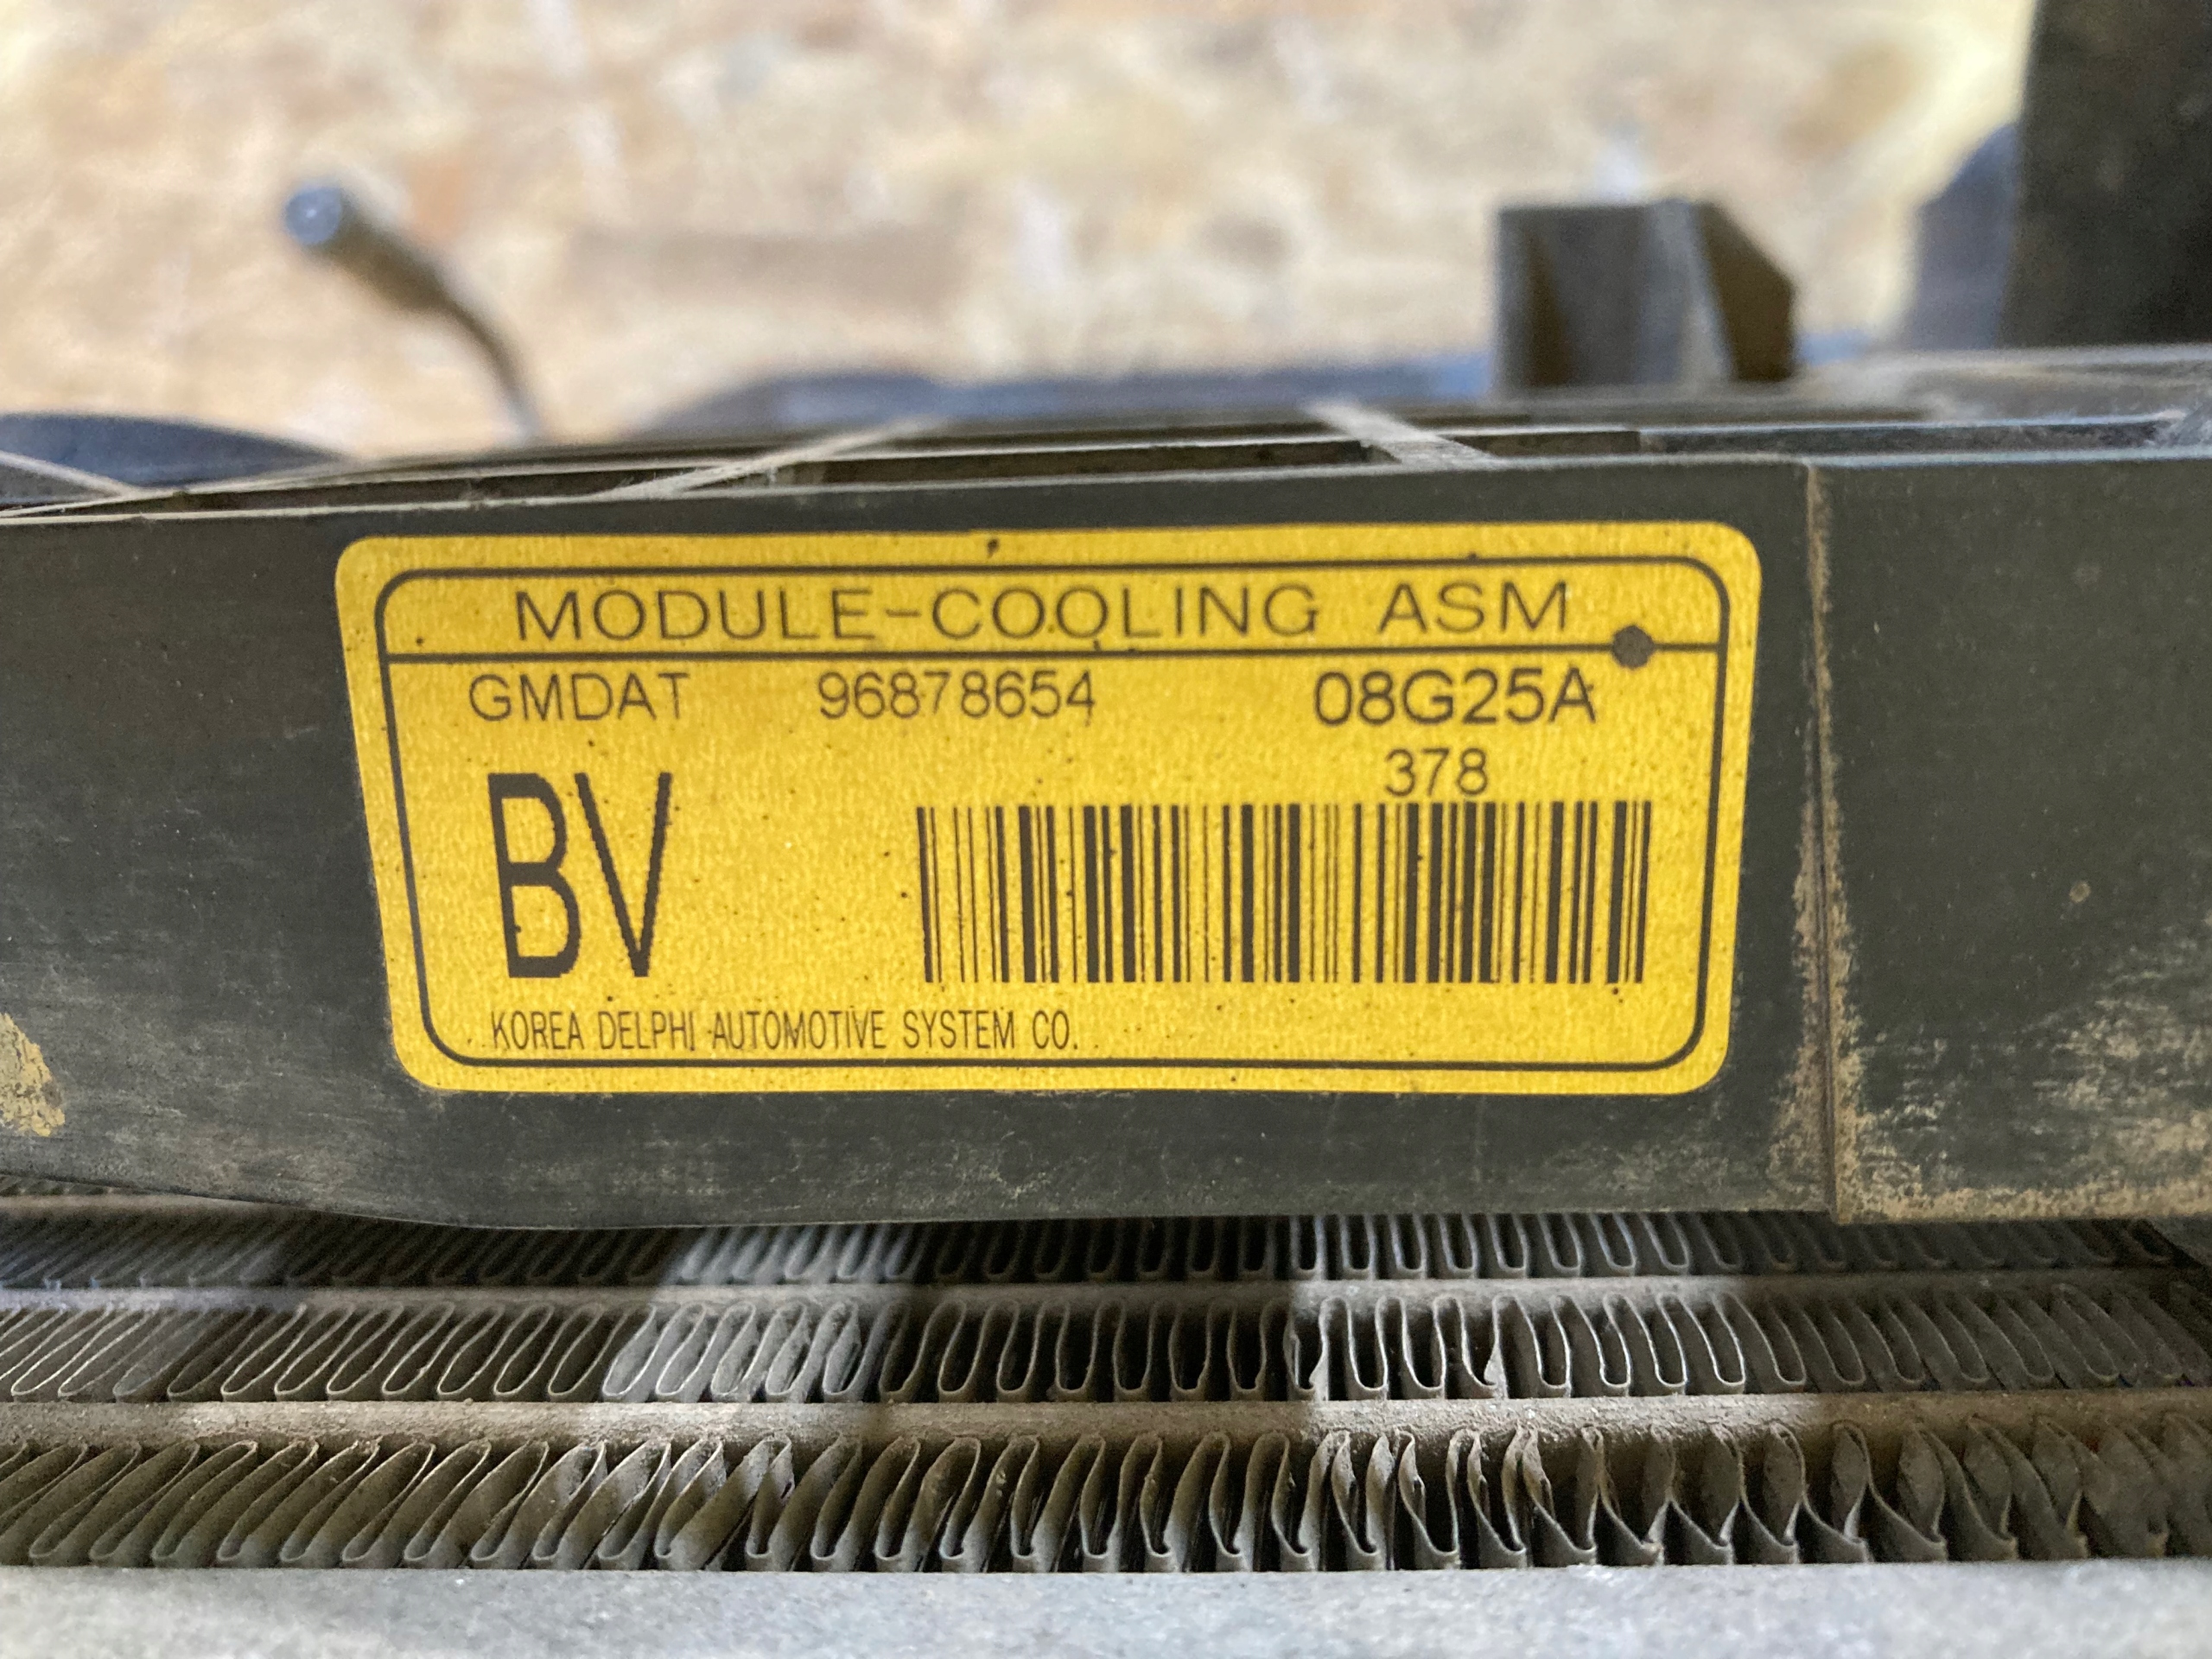 MODULE-COOLING ASM
GMDAT 96878654 08G25A
378
BV
KOREA DELPHI AUTOMOTIVE SYSTEM CO.